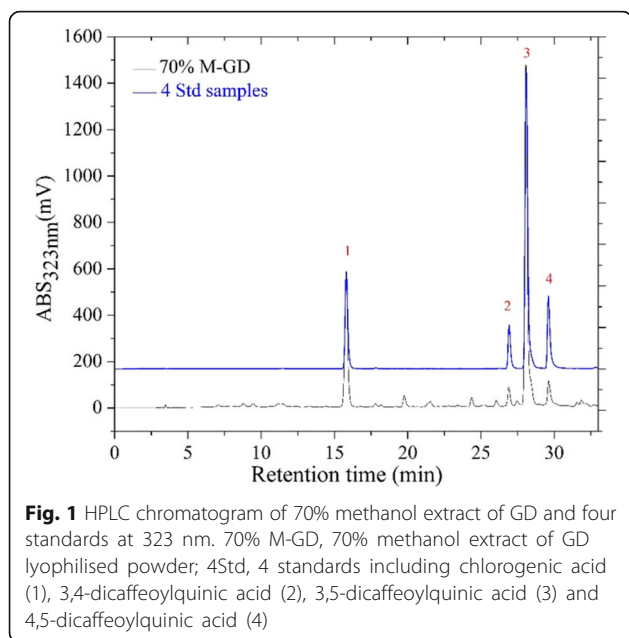 1600
1400
1200
1000
800
600
400
200
0
ABS323nm(mV)
70% M-GD
4 Std samples
1
2
3
4
0 5 10 15 20 25 30
Retention time (min)
Fig. 1 HPLC chromatogram of 70% methanol extract of GD and four
standards at 323 nm. 70% M-GD, 70% methanol extract of GD
lyophilised powder; 4Std, 4 standards including chlorogenic acid
(1), 3,4-dicaffeoylquinic acid (2), 3,5-dicaffeoylquinic acid (3) and
4,5-dicaffeoylquinic acid (4)